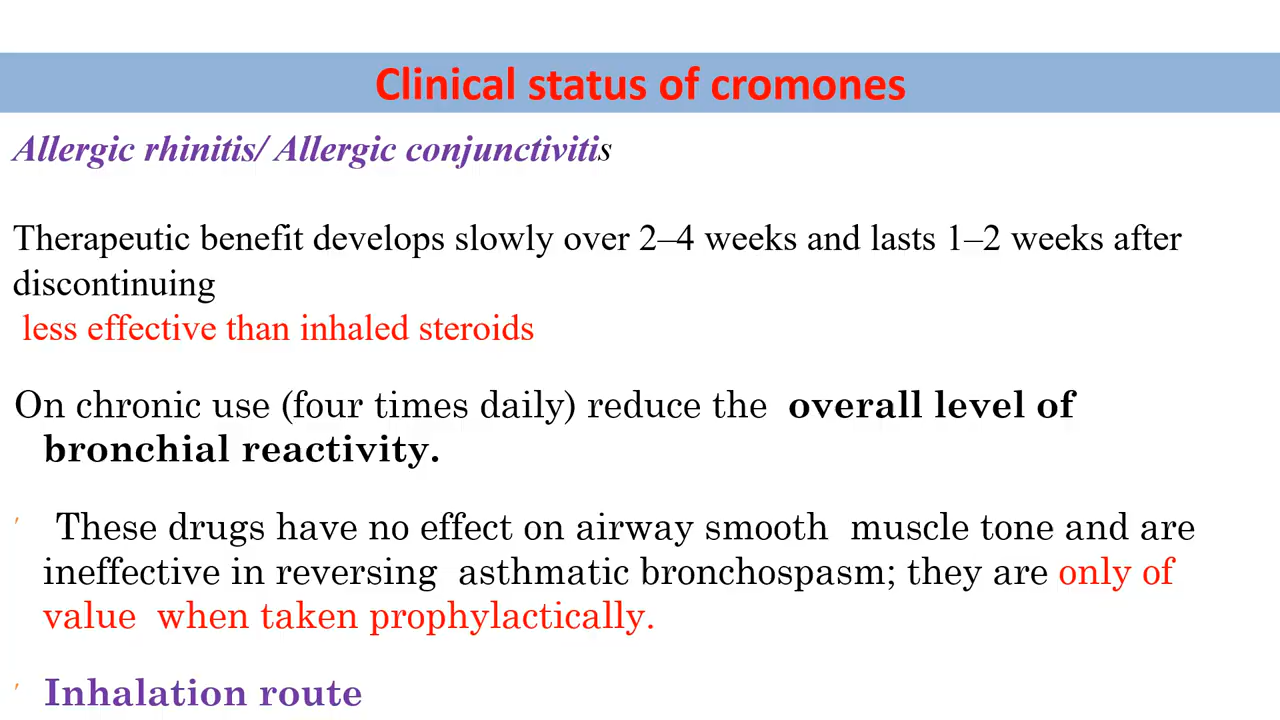 Clinical status of cromones
Allergic rhinitis/ Allergic conjunctivitis
Therapeutic benefit develops slowly over 2–4 weeks and lasts 1–2 weeks after
discontinuing
less effective than inhaled steroids
On chronic use (four times daily) reduce the overall level of
bronchial reactivity.
′ These drugs have no effect on airway smooth muscle tone and are
ineffective in reversing asthmatic bronchospasm; they are only of
value when taken prophylactically.
′ Inhalation route